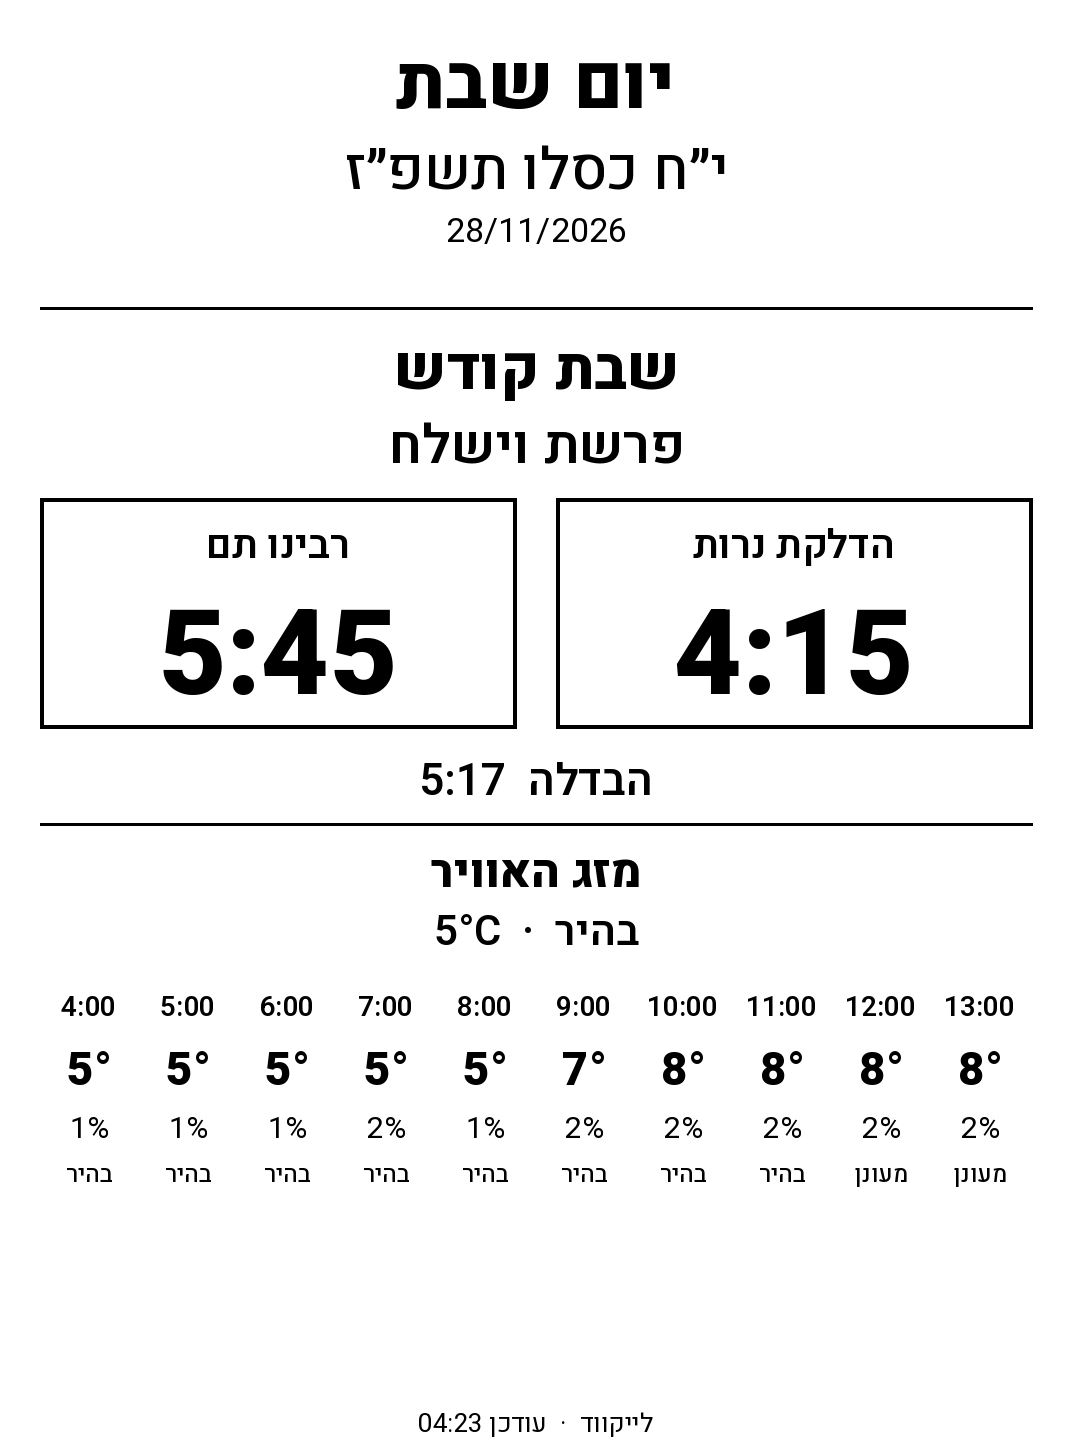 יום שבת
י״ח כסלו תשפ״ז
28/11/2026
שבת קודש
פרשת וישלח
הדלקת נרות
4:15
רבינו תם
5:45
הבדלה 5:17
מזג האוויר
בהיר · 5°C
4:00 5:00 6:00 7:00 8:00 9:00 10:00 11:00 12:00 13:00
5° 5° 5° 5° 5° 7° 8° 8° 8° 8°
1% 1% 1% 2% 1% 2% 2% 2% 2% 2%
בהיר בהיר בהיר בהיר בהיר בהיר בהיר בהיר מעונן מעונן
לייקווד · עודכן 04:23